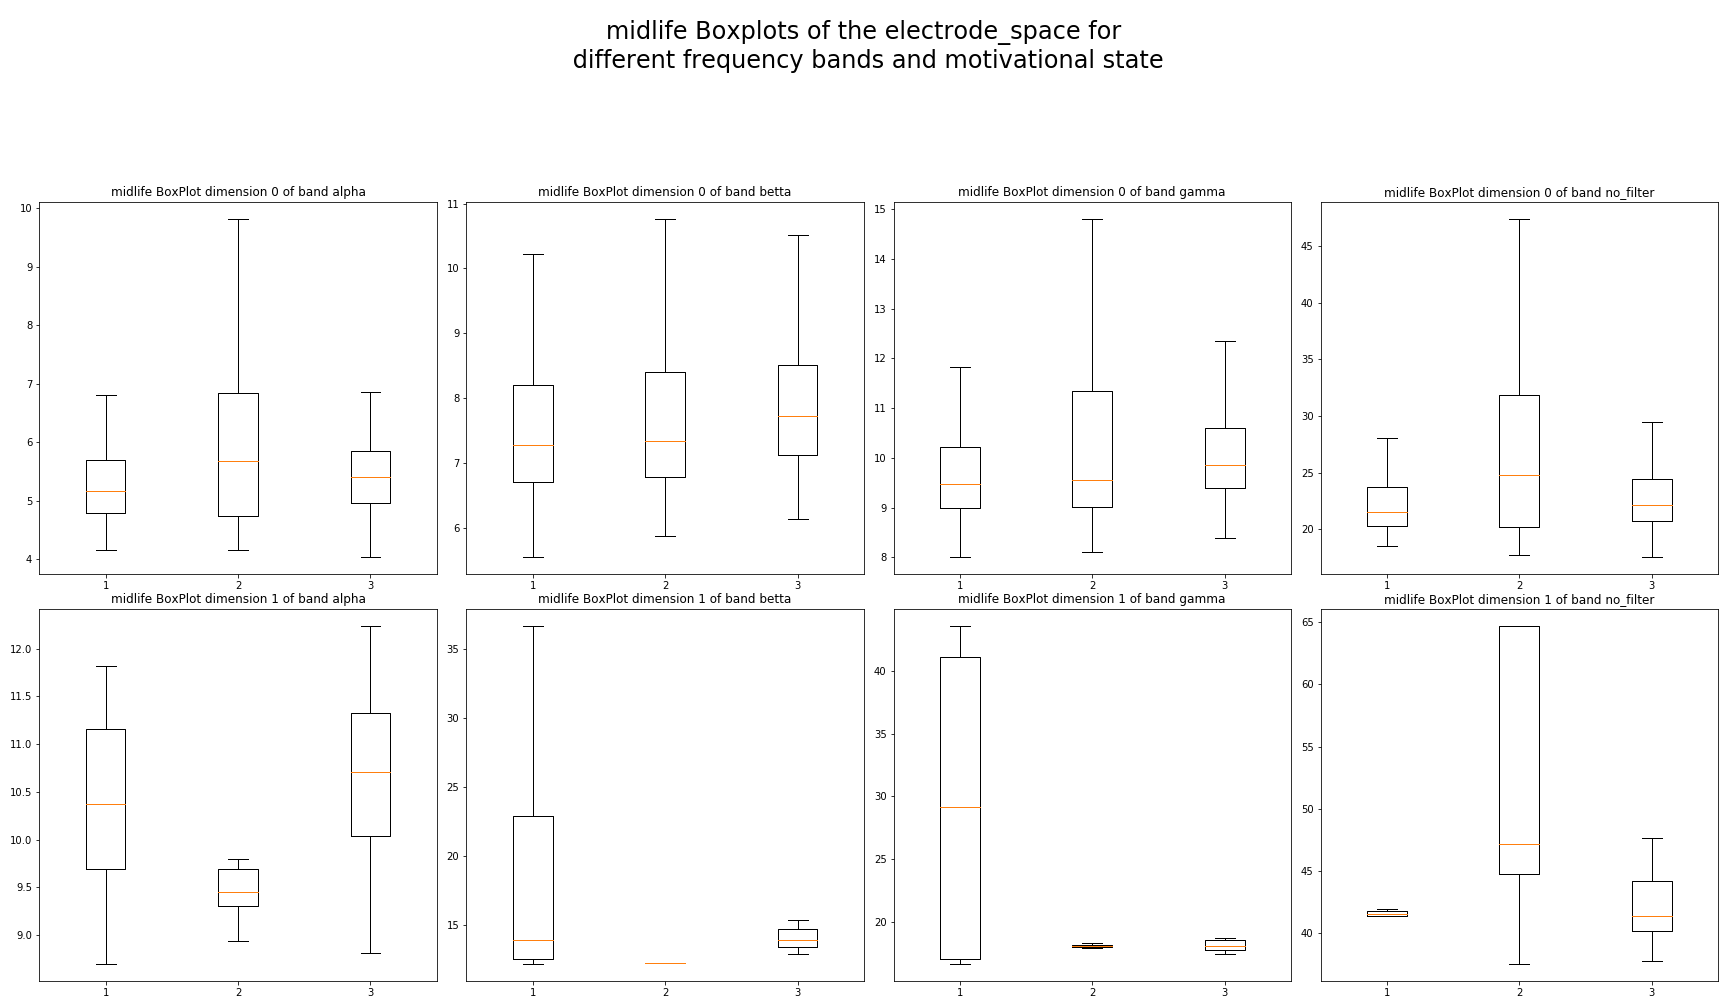 midlife Boxplots of the electrode_space for
different frequency bands and motivational state
midlife BoxPlot dimension 0 of band alpha
10
9
8
7
6
5
4
1 2 3
midlife BoxPlot dimension 0 of band betta
11
10
9
8
7
6
1 2 3
midlife BoxPlot dimension 0 of band gamma
15
14
13
12
11
10
9
8
1 2 3
midlife BoxPlot dimension 0 of band no_filter
45
40
35
30
25
20
1 2 3
midlife BoxPlot dimension 1 of band alpha
12.0
11.5
11.0
10.5
10.0
9.5
9.0
1 2 3
midlife BoxPlot dimension 1 of band betta
35
30
25
20
15
1 2 3
midlife BoxPlot dimension 1 of band gamma
40
35
30
25
20
1 2 3
midlife BoxPlot dimension 1 of band no_filter
65
60
55
50
45
40
1 2 3